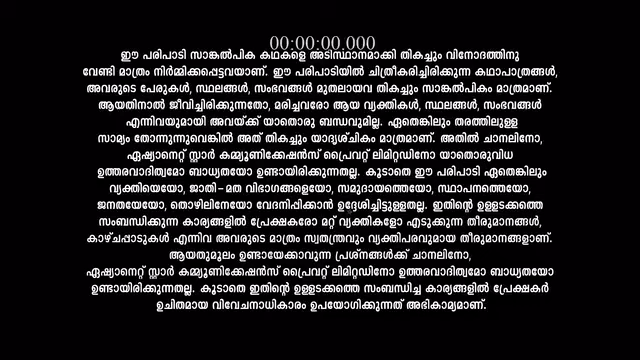 00:00:00.000
ഈ പരിപാടി സാങ്കൽപിക കഥകളെ അടിസ്ഥാനമാക്കി തികച്ചും വിനോദത്തിനു
വേണ്ടി മാത്രം നിർമ്മിക്കപ്പെട്ടവയാണ്. ഈ പരിപാടിയിൽ ചിത്രീകരിച്ചിരിക്കുന്ന കഥാപാത്രങ്ങൾ,
അവരുടെ പേരുകൾ, സ്ഥലങ്ങൾ, സംഭവങ്ങൾ മുതലായവ തികച്ചും സാങ്കൽപികം മാത്രമാണ്.
ആയതിനാൽ ജീവിച്ചിരിക്കുന്നതോ, മരിച്ചവരോ ആയ വ്യക്തികൾ, സ്ഥലങ്ങൾ, സംഭവങ്ങൾ
എന്നിവയുമായി അവയ്ക്ക് യാതൊരു ബന്ധവുമില്ല. ഏതെങ്കിലും തരത്തിലുള്ള
സാമ്യം തോന്നുന്നുവെങ്കിൽ അത് തികച്ചും യാദൃശ്ചികം മാത്രമാണ്. അതിൽ ചാനലിനോ,
ഏഷ്യാനെറ്റ് സ്റ്റാർ കമ്മ്യൂണിക്കേഷൻസ് പ്രൈവറ്റ് ലിമിറ്റഡിനോ യാതൊരുവിധ
ഉത്തരവാദിത്വമോ ബാധ്യതയോ ഉണ്ടായിരിക്കുന്നതല്ല. കൂടാതെ ഈ പരിപാടി ഏതെങ്കിലും
വ്യക്തിയെയോ, ജാതി-മത വിഭാഗങ്ങളെയോ, സമുദായത്തെയോ, സ്ഥാപനത്തെയോ,
ജനതയേയോ, തൊഴിലിനേയോ വേദനിപ്പിക്കാൻ ഉദ്ദേശിച്ചിട്ടുള്ളതല്ല. ഇതിന്റെ ഉള്ളടക്കത്തെ
സംബന്ധിക്കുന്ന കാര്യങ്ങളിൽ പ്രേക്ഷകരോ മറ്റ് വ്യക്തികളോ എടുക്കുന്ന തീരുമാനങ്ങൾ,
കാഴ്ചപ്പാടുകൾ എന്നിവ അവരുടെ മാത്രം സ്വതന്ത്രവും വ്യക്തിപരവുമായ തീരുമാനങ്ങളാണ്.
ആയതുമൂലം ഉണ്ടായേക്കാവുന്ന പ്രശ്നങ്ങൾക്ക് ചാനലിനോ,
ഏഷ്യാനെറ്റ് സ്റ്റാർ കമ്മ്യൂണിക്കേഷൻസ് പ്രൈവറ്റ് ലിമിറ്റഡിനോ ഉത്തരവാദിത്വമോ ബാധ്യതയോ
ഉണ്ടായിരിക്കുന്നതല്ല. കൂടാതെ ഇതിന്റെ ഉള്ളടക്കത്തെ സംബന്ധിച്ച കാര്യങ്ങളിൽ പ്രേക്ഷകർ
ഉചിതമായ വിവേചനാധികാരം ഉപയോഗിക്കുന്നത് അഭികാമ്യമാണ്.